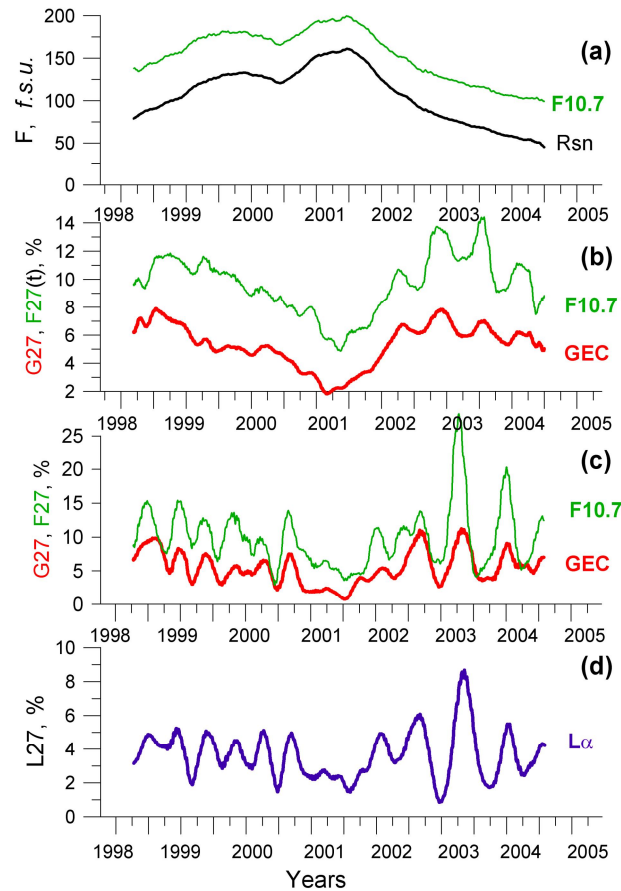 200
150
100
50
0
F, f.s.u.
(a)
F10.7
Rsn
1998 1999 2000 2001 2002 2003 2004 2005
14
12
10
8
6
4
2
G27, F27(t), %
(b)
F10.7
GEC
1998 1999 2000 2001 2002 2003 2004 2005
25
20
15
10
5
0
G27, F27, %
(c)
F10.7
GEC
1998 1999 2000 2001 2002 2003 2004 2005
10
8
6
4
2
0
L27, %
(d)
Lα
1998 1999 2000 2001 2002 2003 2004 2005
Years